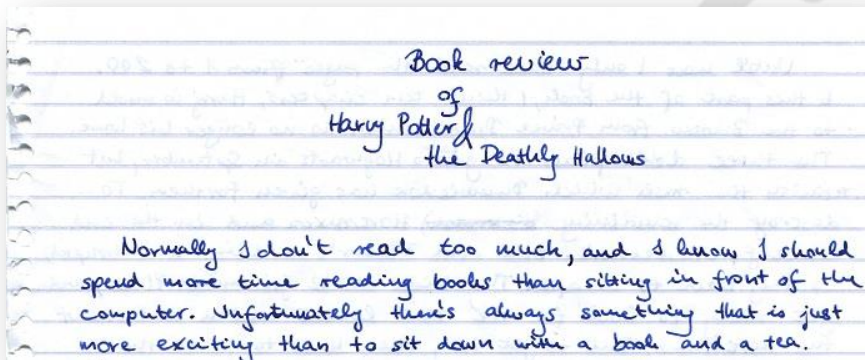 Book review
of
Harry Potter &
the Deathly Hallows
Normally I don't read too much, and I know I should
spend more time reading books than sitting in front of the
computer. Unfortunately there's always something that is just
more exciting than to sit down with a book and a tea.